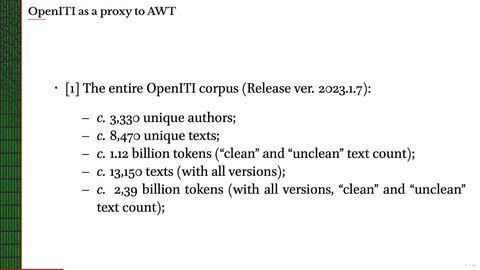 OpenITI as a proxy to AWT
• [1] The entire OpenITI corpus (Release ver. 2023.1.7):
– c. 3,330 unique authors;
– c. 8,470 unique texts;
– c. 1.12 billion tokens (“clean” and “unclean” text count);
– c. 13,150 texts (with all versions);
– c. 2,39 billion tokens (with all versions, “clean” and “unclean”
text count);